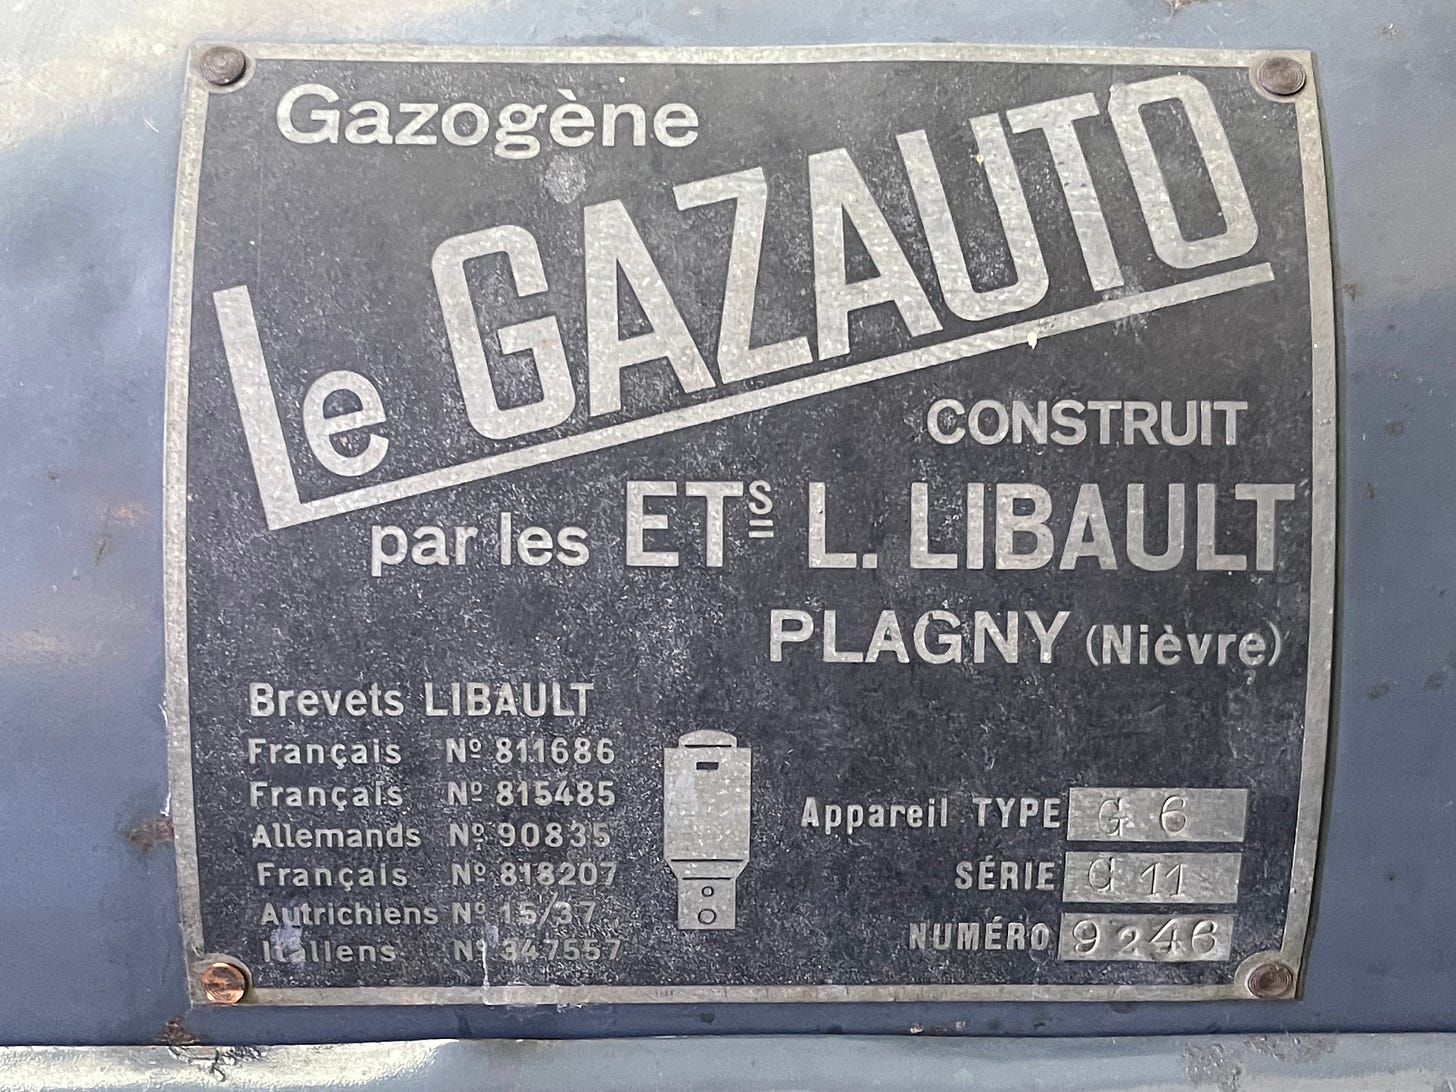 Gazogène
Le GAZAUTO
CONSTRUIT
par les ETs L. LIBAULT
PLAGNY (Nièvre)
Brevets LIBAULT
Français Nº 811686
Français Nº 815485
Allemands Nº 90835
Français Nº 818207
Autrichiens Nº 15/37
Italiens Nº 347557
Appareil TYPE G 6
SÉRIE G 11
NUMÉRO 9246